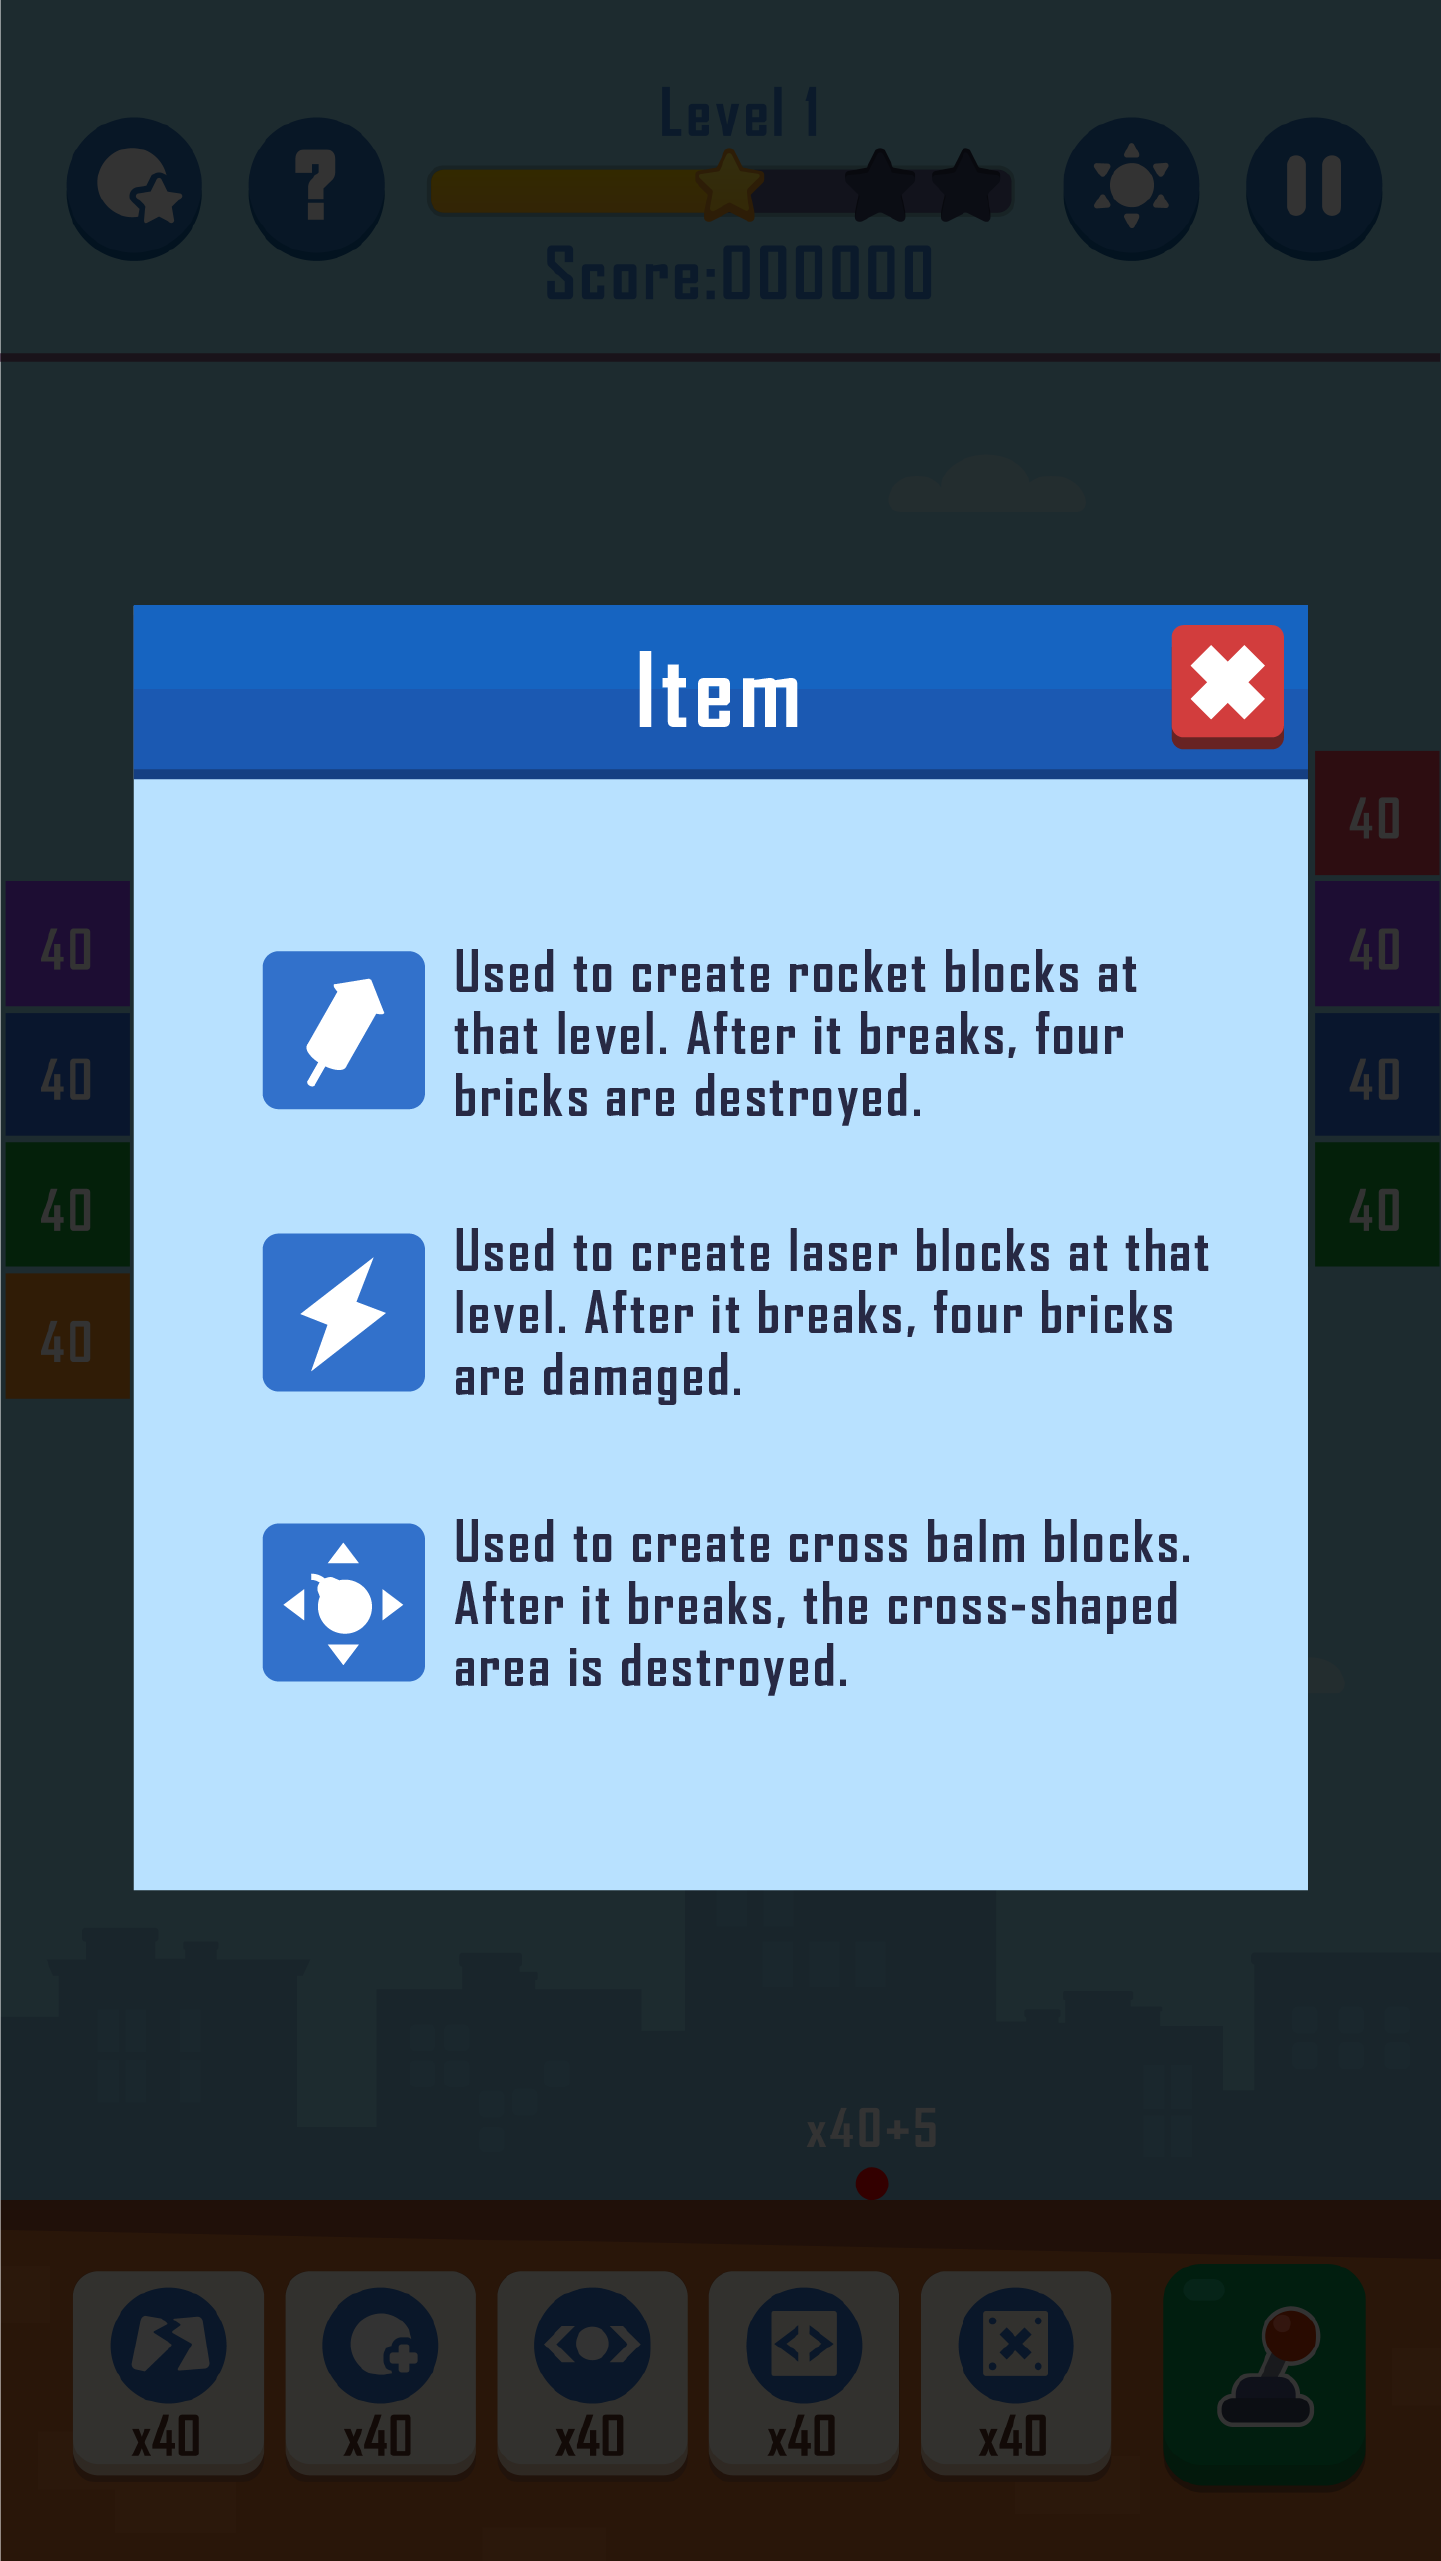 Level 1
?
Score:000000
Item
40
40
40
40
40
40
40
40
Used to create rocket blocks at
that level. After it breaks, four
bricks are destroyed.
Used to create laser blocks at that
level. After it breaks, four bricks
are damaged.
Used to create cross balm blocks.
After it breaks, the cross-shaped
area is destroyed.
x40+5
x40
x40
x40
x40
x40